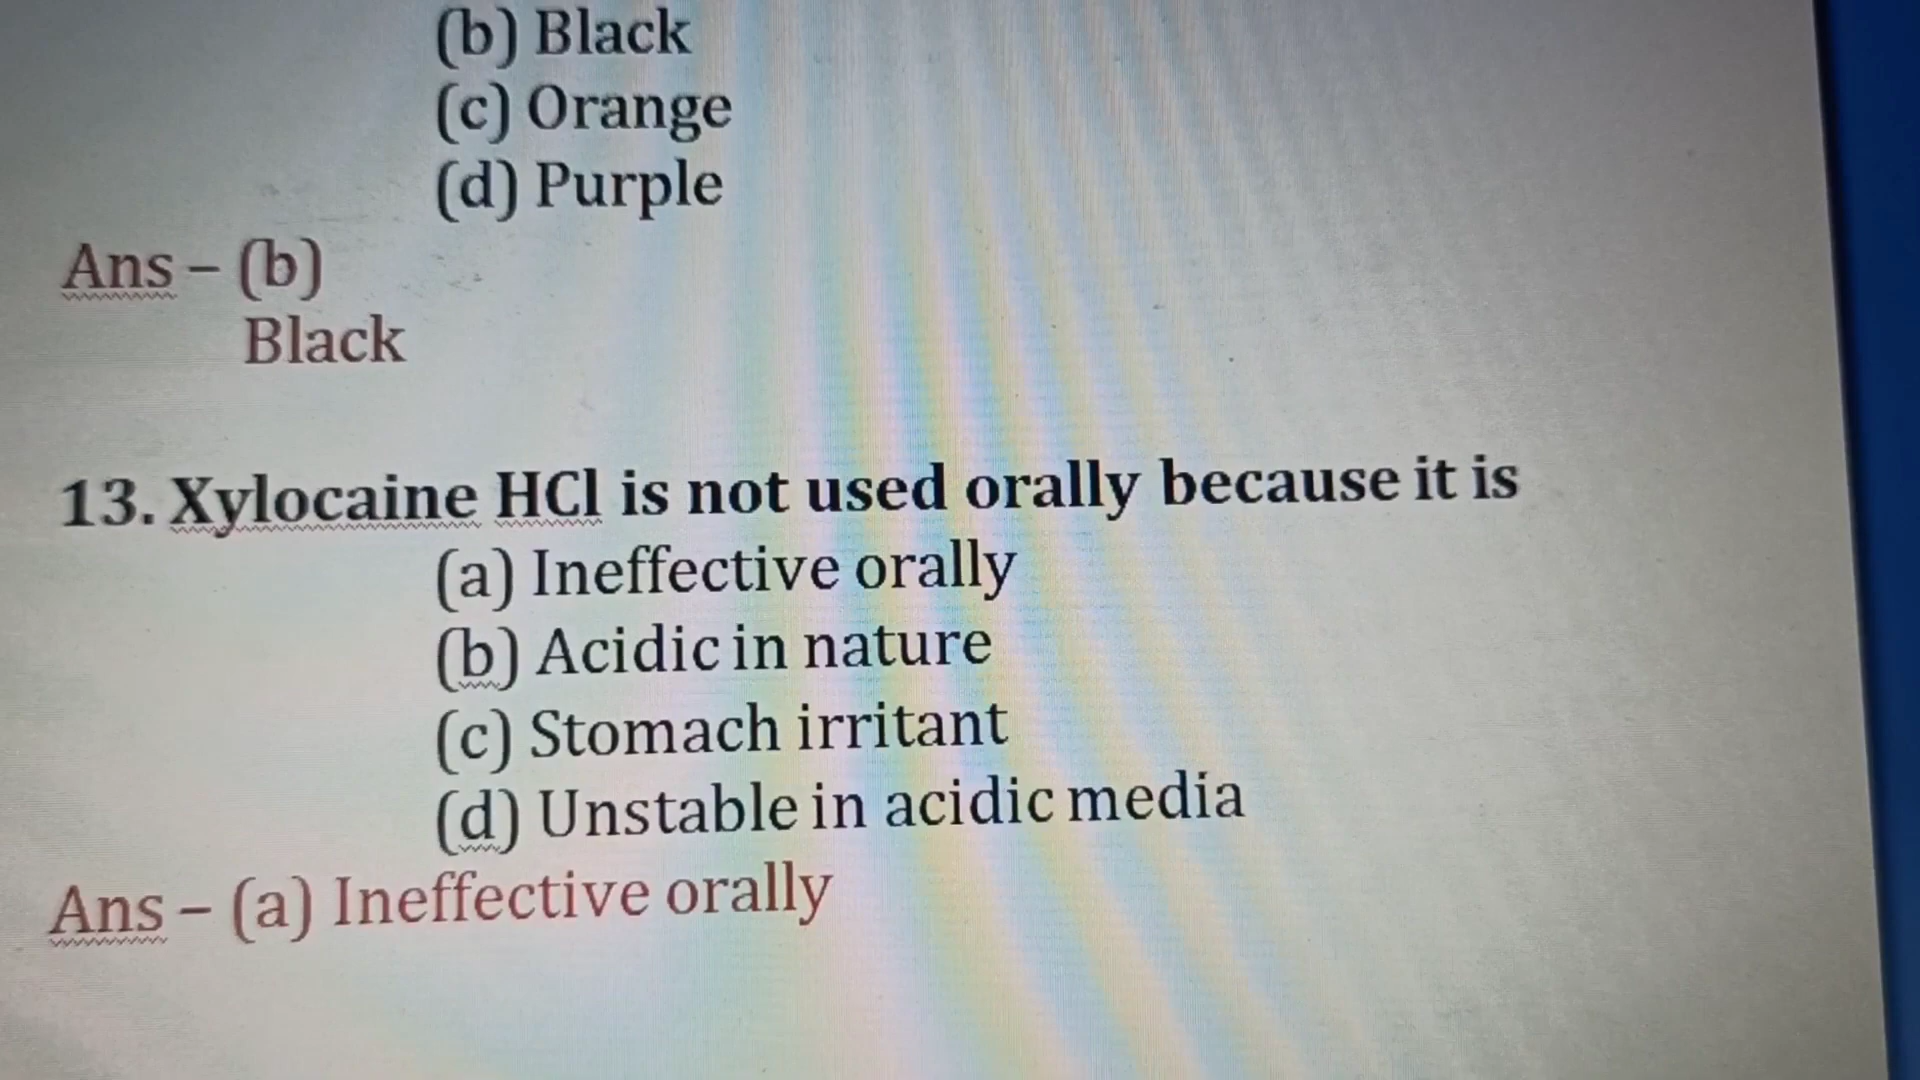 (b) Black
(c) Orange
(d) Purple
Ans – (b)
Black
13. Xylocaine HCl is not used orally because it is
(a) Ineffective orally
(b) Acidic in nature
(c) Stomach irritant
(d) Unstable in acidic media
Ans – (a) Ineffective orally